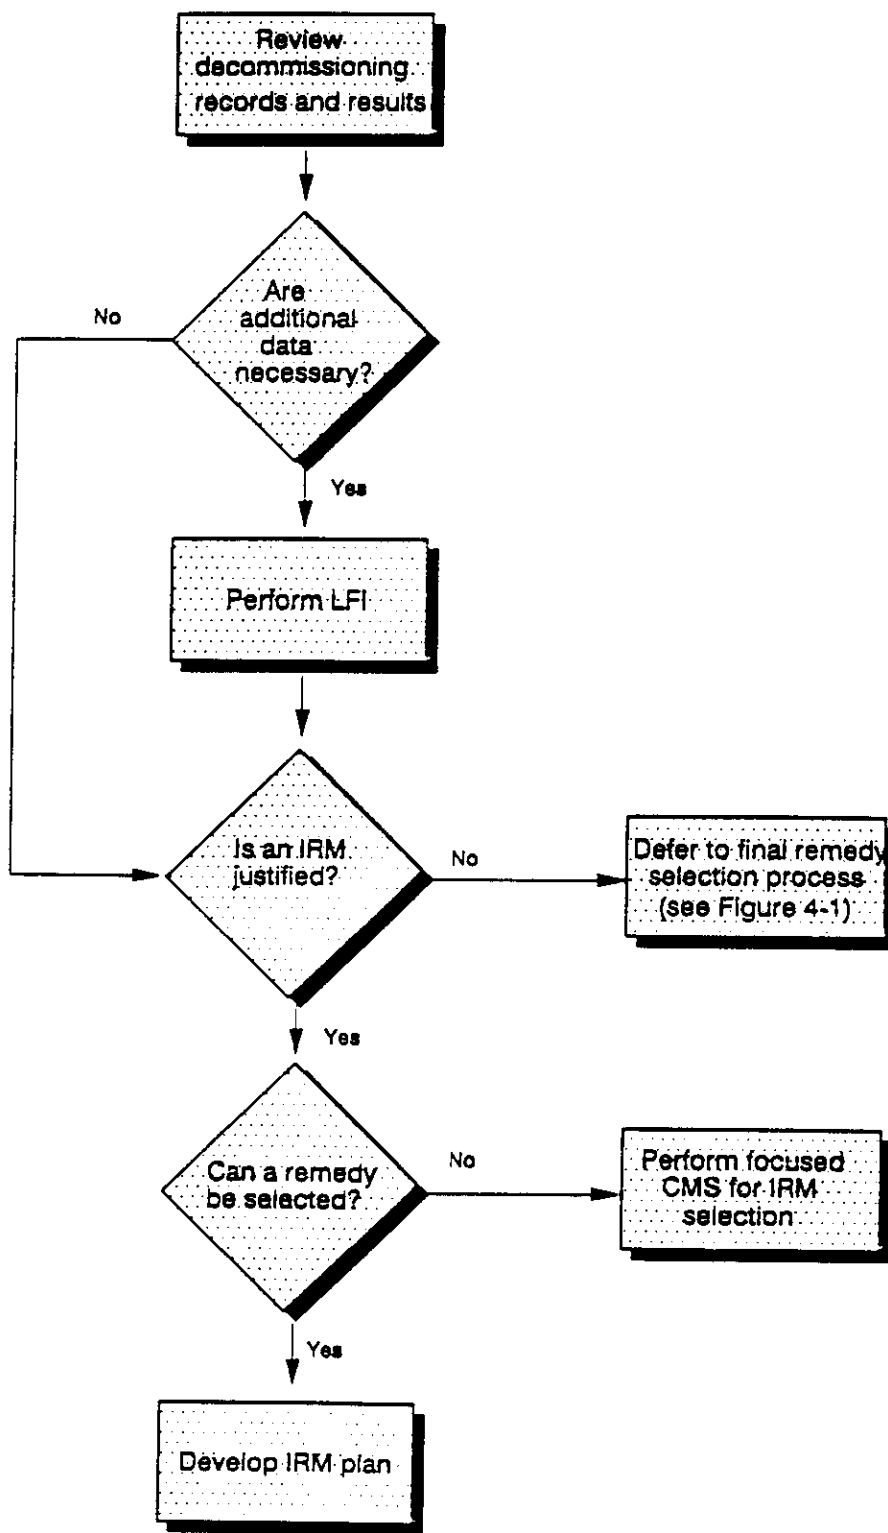 Review
decommissioning
records and results
No
Are
additional
data
necessary?
Yes
Perform LFI
Is an IRM
justified?
No
Defer to final remedy
selection process
(see Figure 4-1)
Yes
Can a remedy
be selected?
No
Perform focused
CMS for IRM
selection
Yes
Develop IRM plan